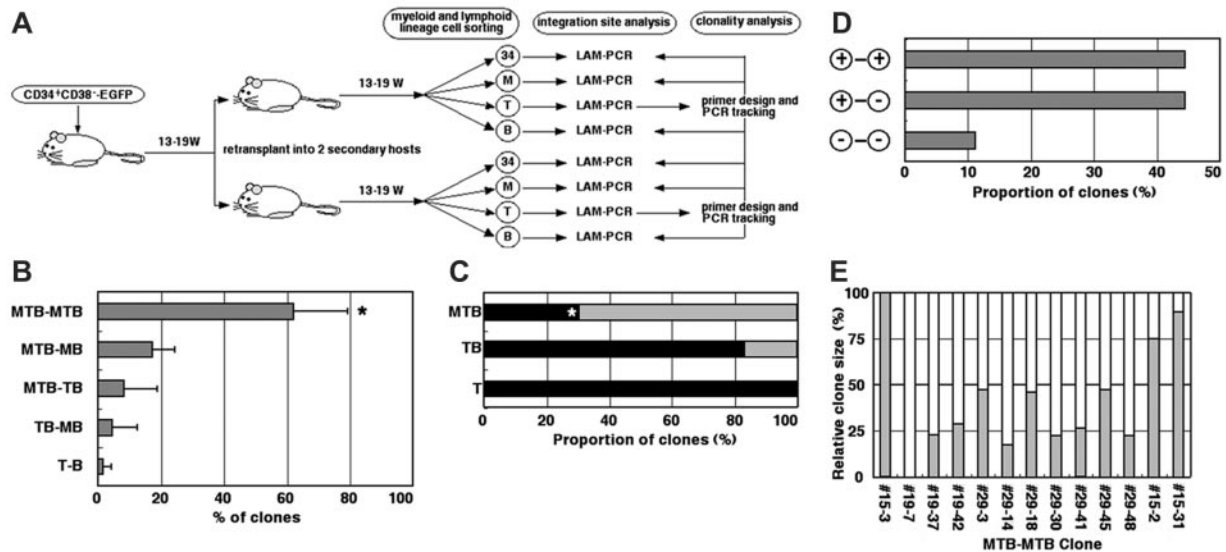 A
myeloid and lymphoid
lineage cell sorting
integration site analysis
clonality analysis
CD34+CD38--EGFP
13-19W
retransplant into 2 secondary hosts
13-19 W
34
M
T
B
LAM-PCR
LAM-PCR
LAM-PCR
LAM-PCR
primer design and
PCR tracking
13-19 W
34
M
T
B
LAM-PCR
LAM-PCR
LAM-PCR
LAM-PCR
primer design and
PCR tracking
D
+ – +
+ – -
- – -
0 10 20 30 40 50
Proportion of clones (%)
B
MTB-MTB
MTB-MB
MTB-TB
TB-MB
T-B
*
0 20 40 60 80 100
% of clones
C
MTB
TB
T
*
0 20 40 60 80 100
Proportion of clones (%)
E
Relative clone size (%)
100
75
50
25
0
#15-3 #19-7 #19-37 #19-42 #29-3 #29-14 #29-18 #29-30 #29-41 #29-45 #29-48 #15-2 #15-31
MTB-MTB Clone